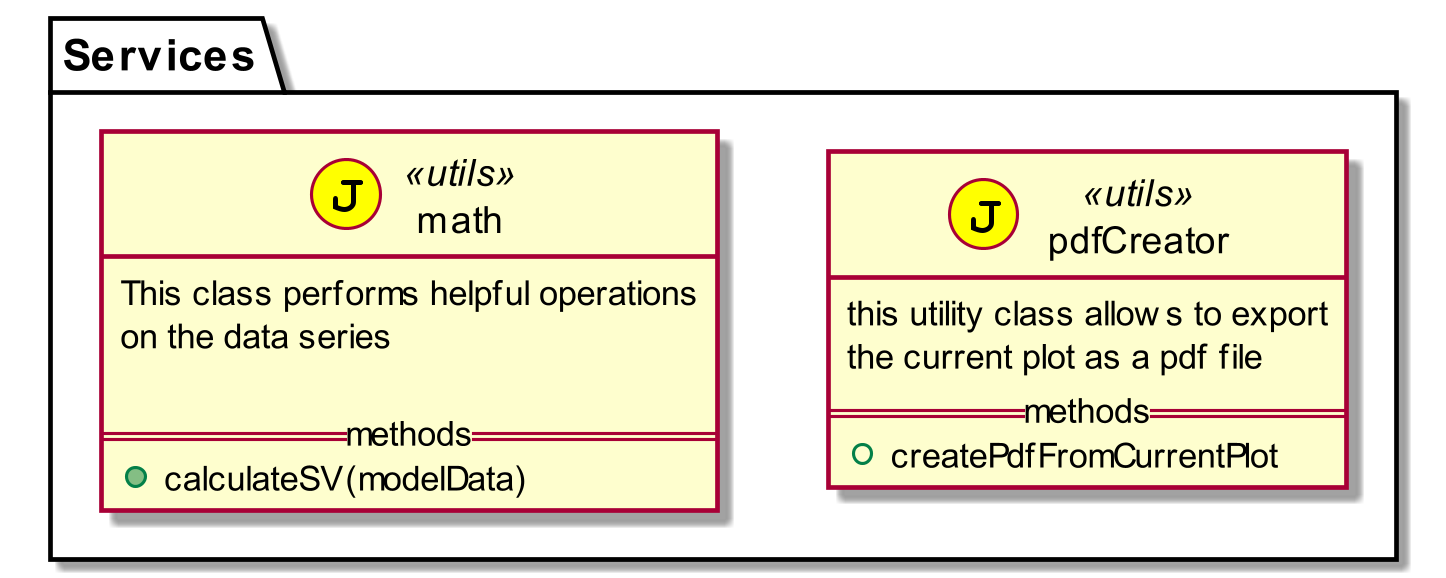 Services
J
«utils»
math
This class performs helpful operations
on the data series
methods
calculateSV(modelData)
J
«utils»
pdfCreator
this utility class allows to export
the current plot as a pdf file
methods
createPdfFromCurrentPlot